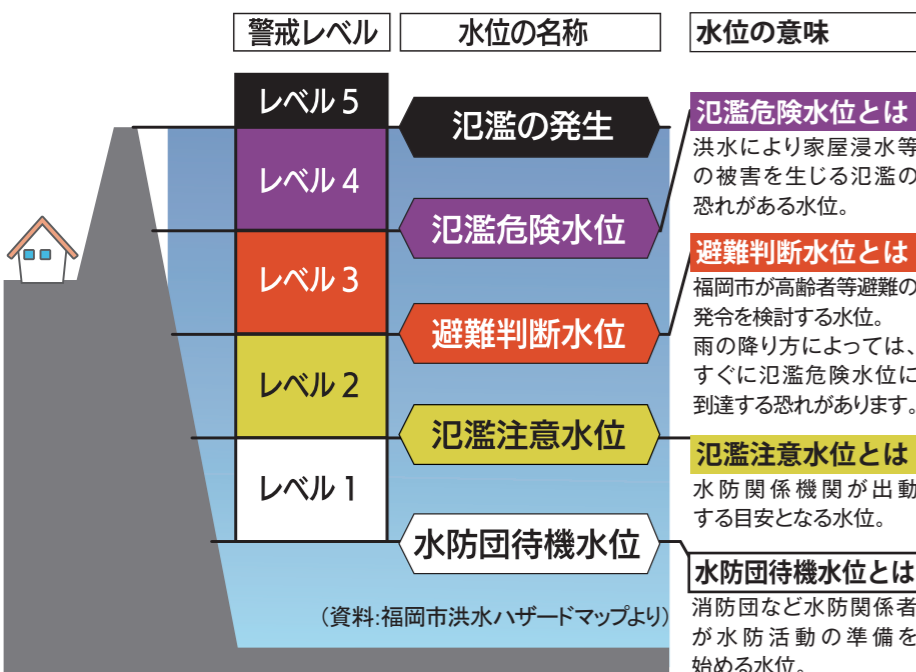 警戒レベル
水位の名称
水位の意味
レベル 5
氾濫の発生
レベル 4
氾濫危険水位
レベル 3
避難判断水位
レベル 2
氾濫注意水位
レベル 1
水防団待機水位
(資料:福岡市洪水ハザードマップより)
氾濫危険水位とは
洪水により家屋浸水等
の被害を生じる氾濫の
恐れがある水位。
避難判断水位とは
福岡市が高齢者等避難の
発令を検討する水位。
雨の降り方によっては、
すぐに氾濫危険水位に
到達する恐れがあります。
氾濫注意水位とは
水防関係機関が出動
する目安となる水位。
水防団待機水位とは
消防団など水防関係者
が水防活動の準備を
始める水位。